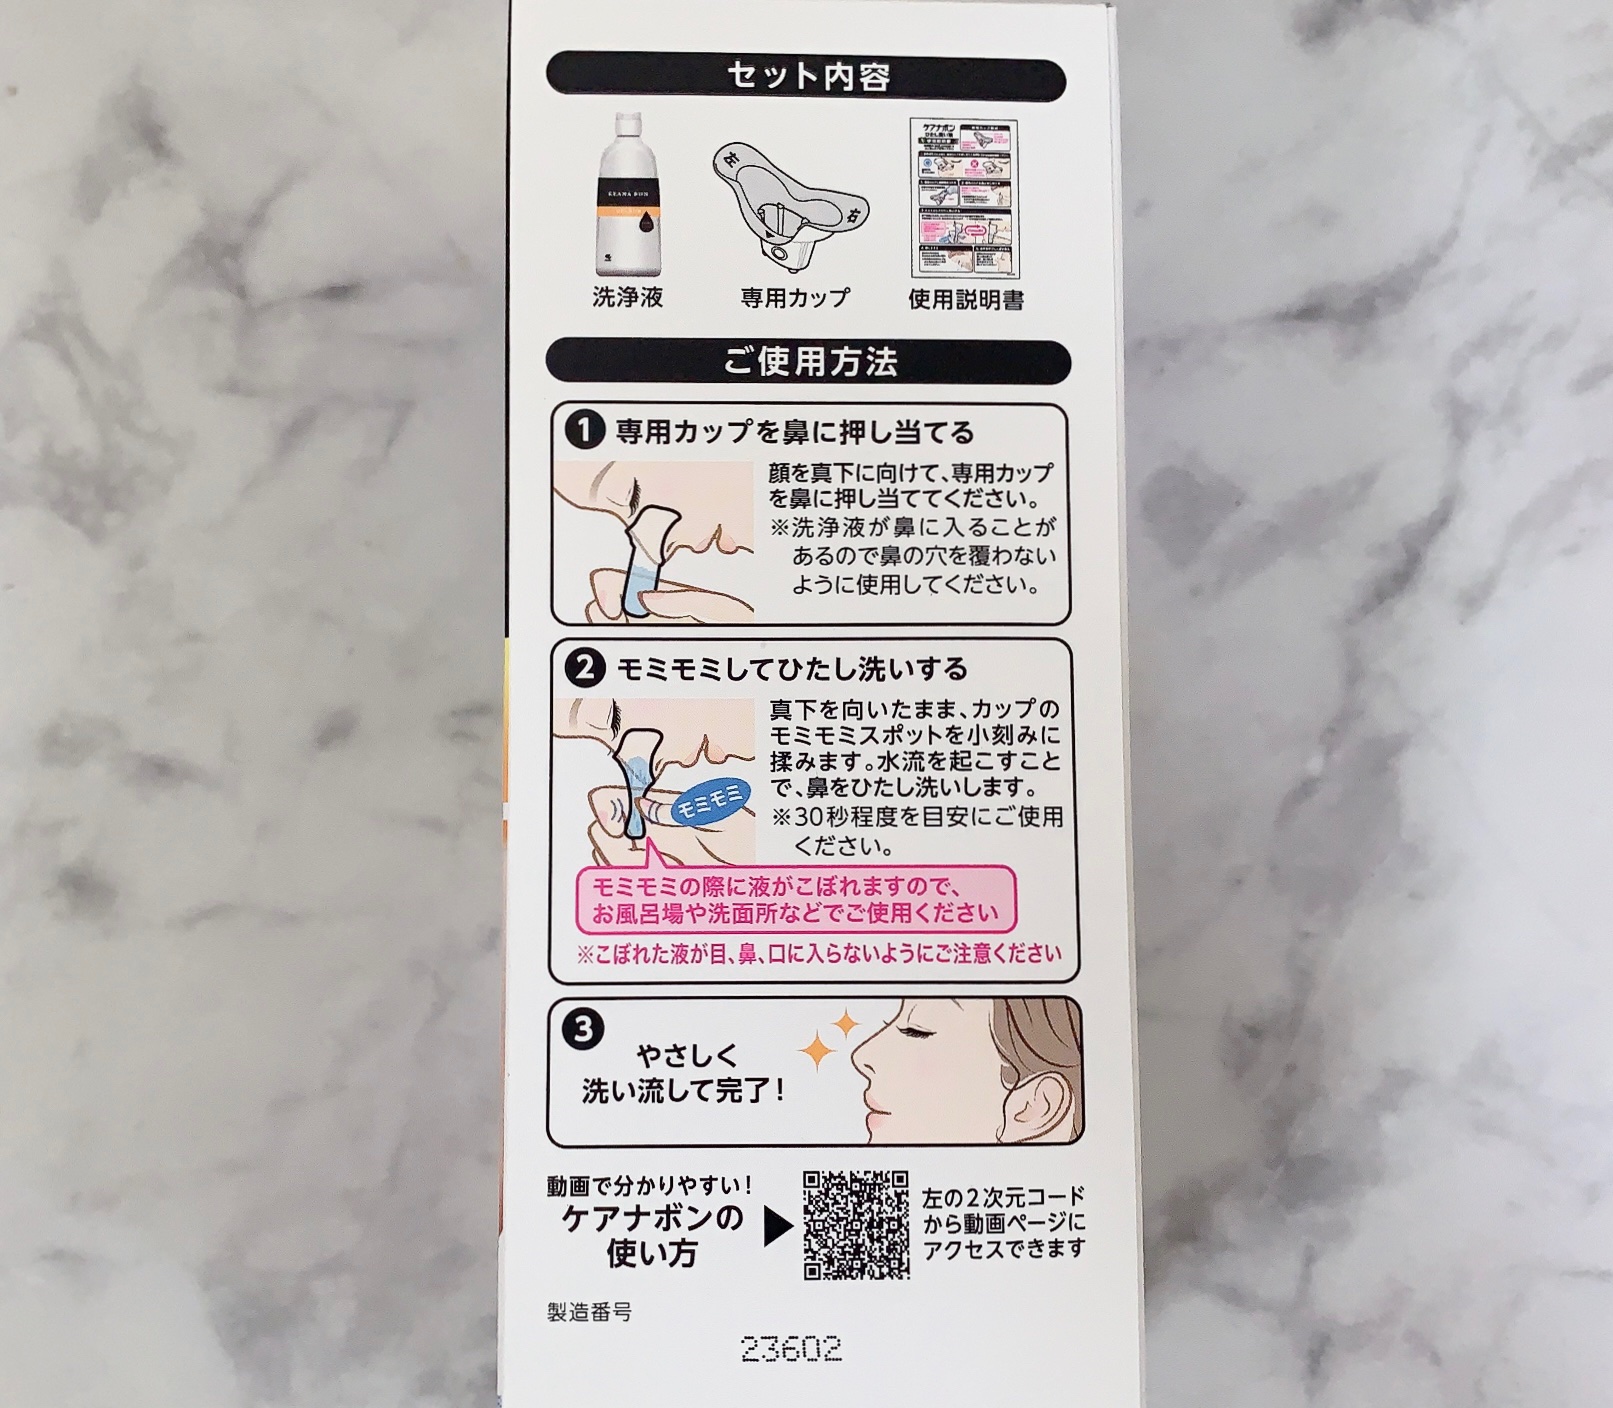 セット内容
KEANA BON
左
右
ケアナボン
洗浄液
専用カップ
使用説明書
ご使用方法
1 専用カップを鼻に押し当てる
顔を真下に向けて、専用カップ
を鼻に押し当ててください。
※洗浄液が鼻に入ることが
あるので鼻の穴を覆わない
ように使用してください。
2 モミモミしてひたし洗いする
真下を向いたまま、カップの
モミモミスポットを小刻みに
揉みます。水流を起こすこと
で、鼻をひたし洗いします。
※30秒程度を目安にご使用
ください。
モミモミ
モミモミの際に液がこぼれますので、
お風呂場や洗面所などでご使用ください
※こぼれた液が目、鼻、口に入らないようにご注意ください
3
やさしく
洗い流して完了！
動画で分かりやすい！
ケアナボンの
使い方
左の2次元コード
から動画ページに
アクセスできます
製造番号
23602